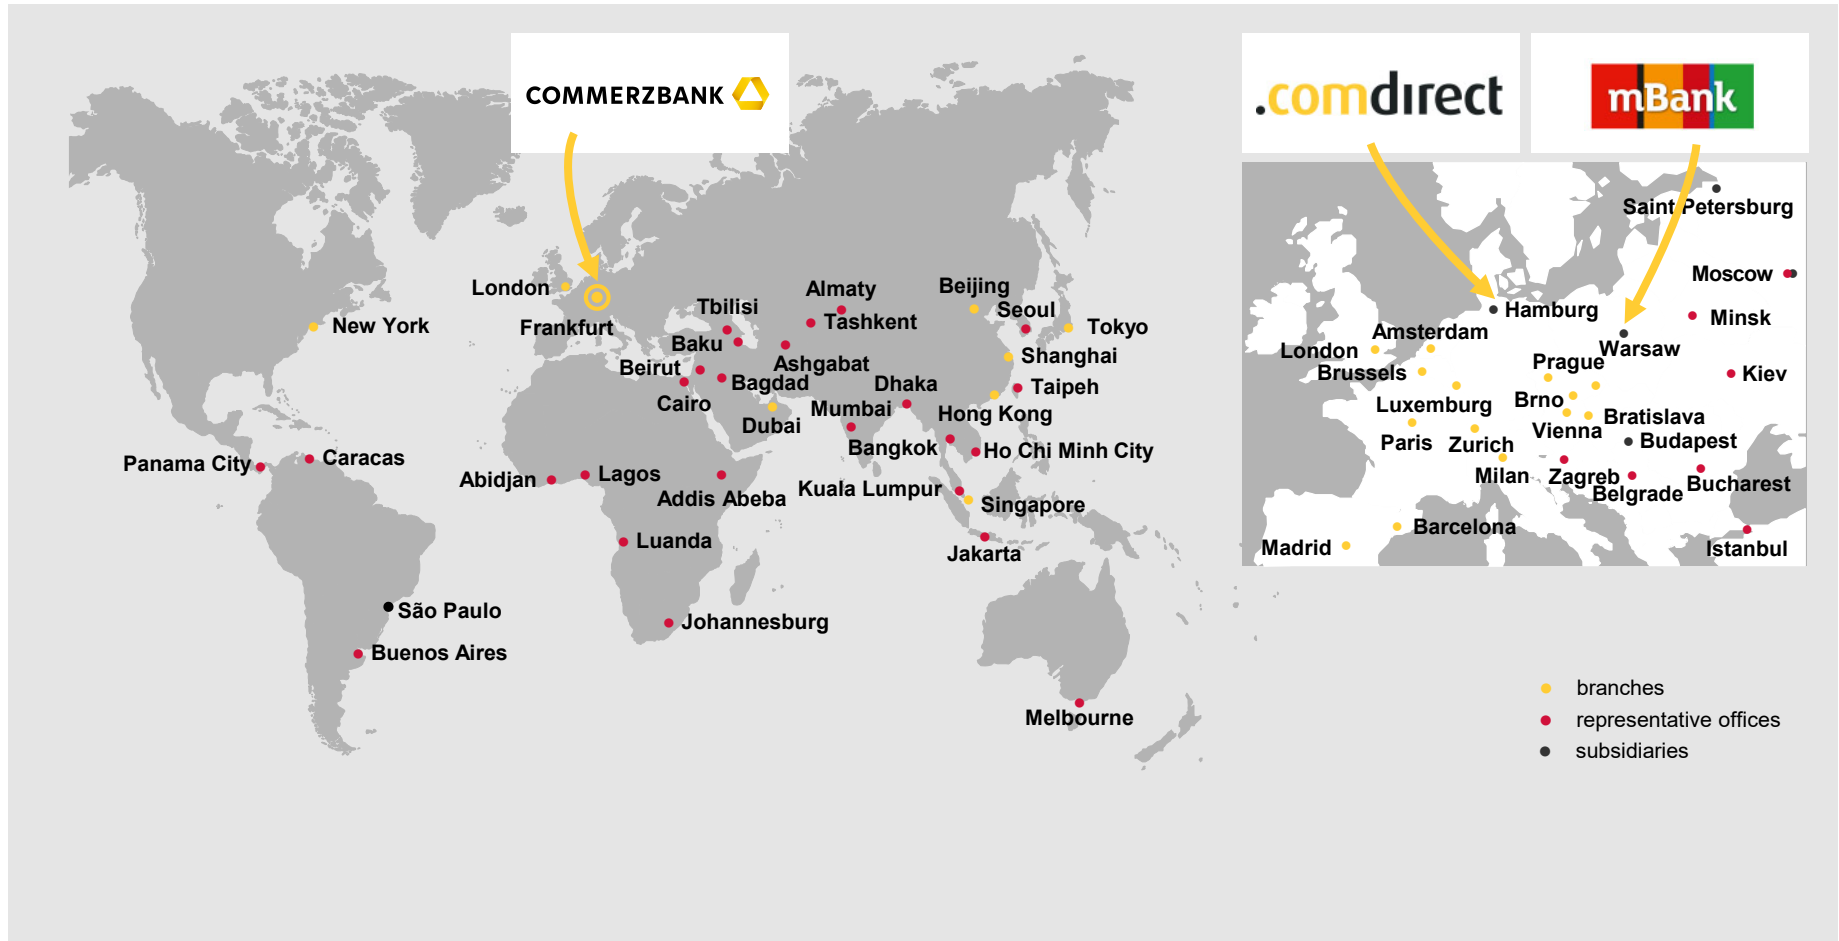 COMMERZBANK
.comdirect
mBank
Saint Petersburg
Moscow
Hamburg
Minsk
Amsterdam
London
Warsaw
Prague
Brussels
Kiev
Luxemburg
Brno
Bratislava
Paris
Zurich
Vienna
Budapest
Milan
Zagreb
Belgrade
Bucharest
Barcelona
Madrid
Istanbul
London
New York
Frankfurt
Tbilisi
Almaty
Beijing
Seoul
Tashkent
Tokyo
Baku
Shanghai
Ashgabat
Beirut
Bagdad
Dhaka
Taipeh
Cairo
Mumbai
Hong Kong
Dubai
Bangkok
Ho Chi Minh City
Panama City
Caracas
Abidjan
Lagos
Addis Abeba
Kuala Lumpur
Singapore
Luanda
Jakarta
São Paulo
Johannesburg
Buenos Aires
Melbourne
branches
representative offices
subsidiaries